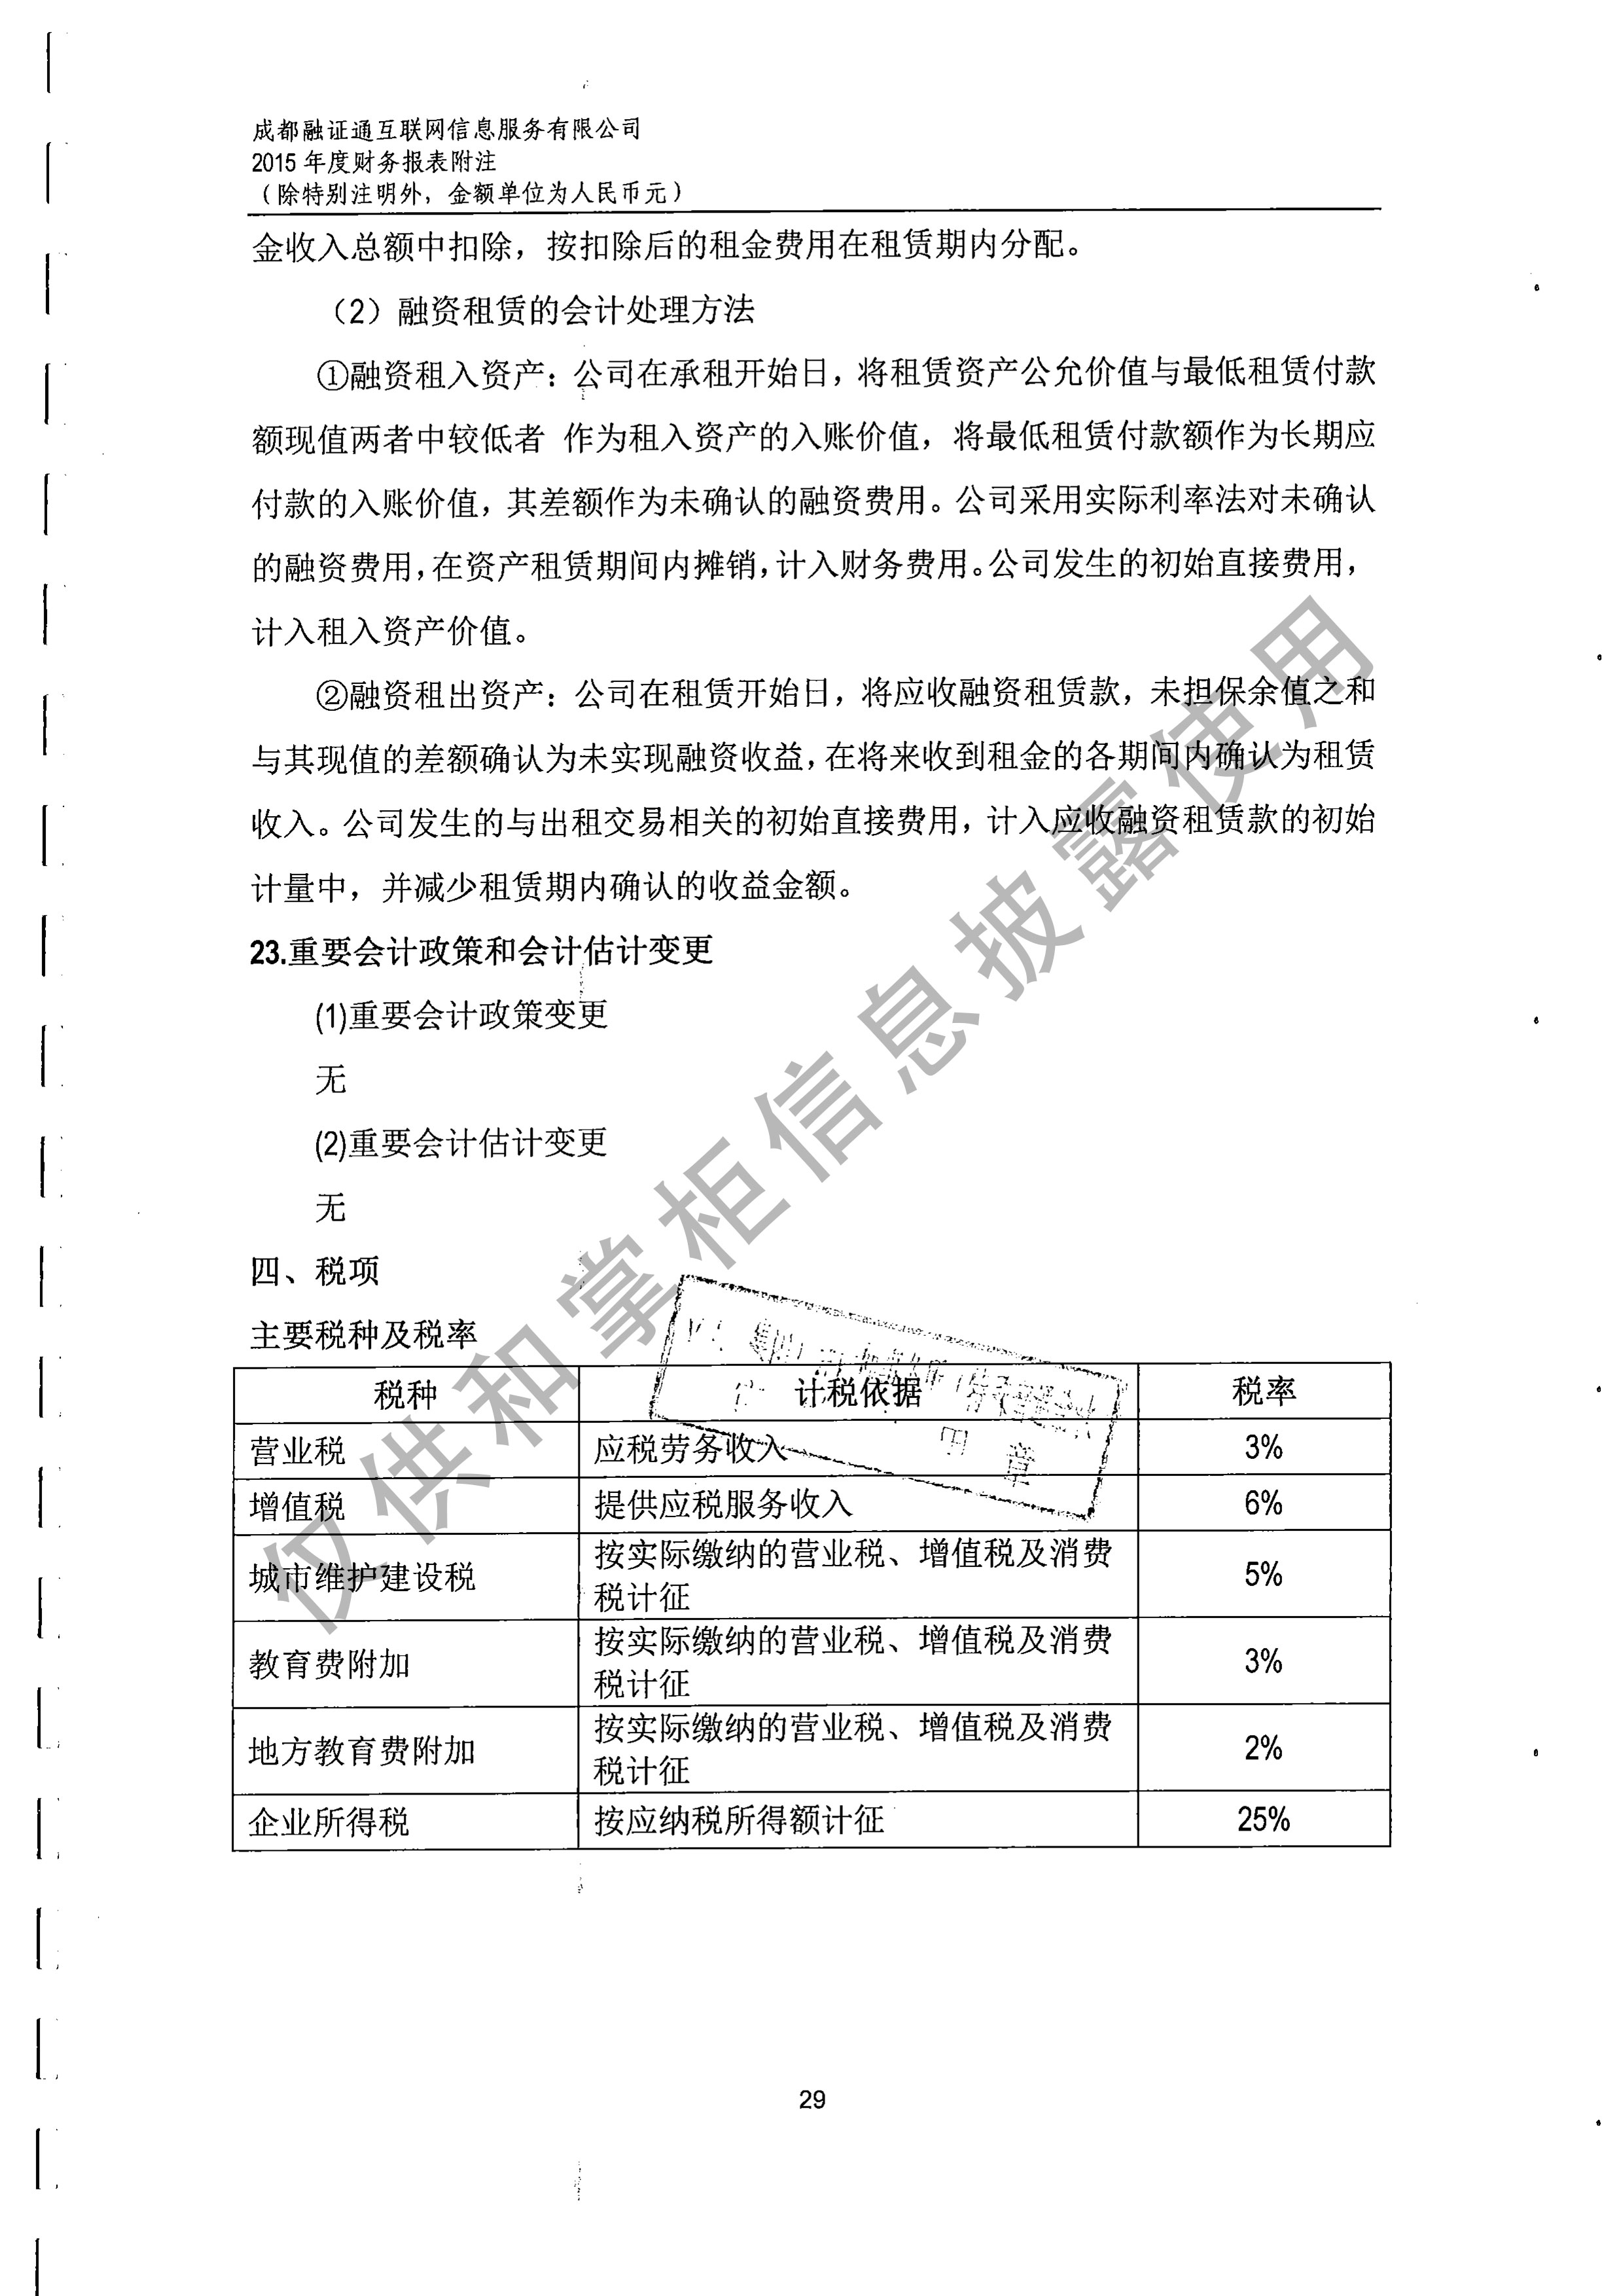 成都融证通互联网信息服务有限公司
2015 年度财务报表附注
（除特别注明外，金额单位为人民币元）
金收入总额中扣除，按扣除后的租金费用在租赁期内分配。
（2）融资租赁的会计处理方法
①融资租入资产：公司在承租开始日，将租赁资产公允价值与最低租赁付款
额现值两者中较低者 作为租入资产的入账价值，将最低租赁付款额作为长期应
付款的入账价值，其差额作为未确认的融资费用。公司采用实际利率法对未确认
的融资费用，在资产租赁期间内摊销，计入财务费用。公司发生的初始直接费用，
计入租入资产价值。
②融资租出资产：公司在租赁开始日，将应收融资租赁款，未担保余值之和
与其现值的差额确认为未实现融资收益，在将来收到租金的各期间内确认为租赁
收入。公司发生的与出租交易相关的初始直接费用，计入应收融资租赁款的初始
计量中，并减少租赁期内确认的收益金额。
23.重要会计政策和会计估计变更
(1)重要会计政策变更
无
(2)重要会计估计变更
无
四、税项
主要税种及税率
税种 计税依据 税率
营业税 应税劳务收入 3%
增值税 提供应税服务收入 6%
城市维护建设税 按实际缴纳的营业税、增值税及消费
税计征 5%
教育费附加 按实际缴纳的营业税、增值税及消费
税计征 3%
地方教育费附加 按实际缴纳的营业税、增值税及消费
税计征 2%
企业所得税 按应纳税所得额计征 25%
仅供和掌柜信息披露使用
29